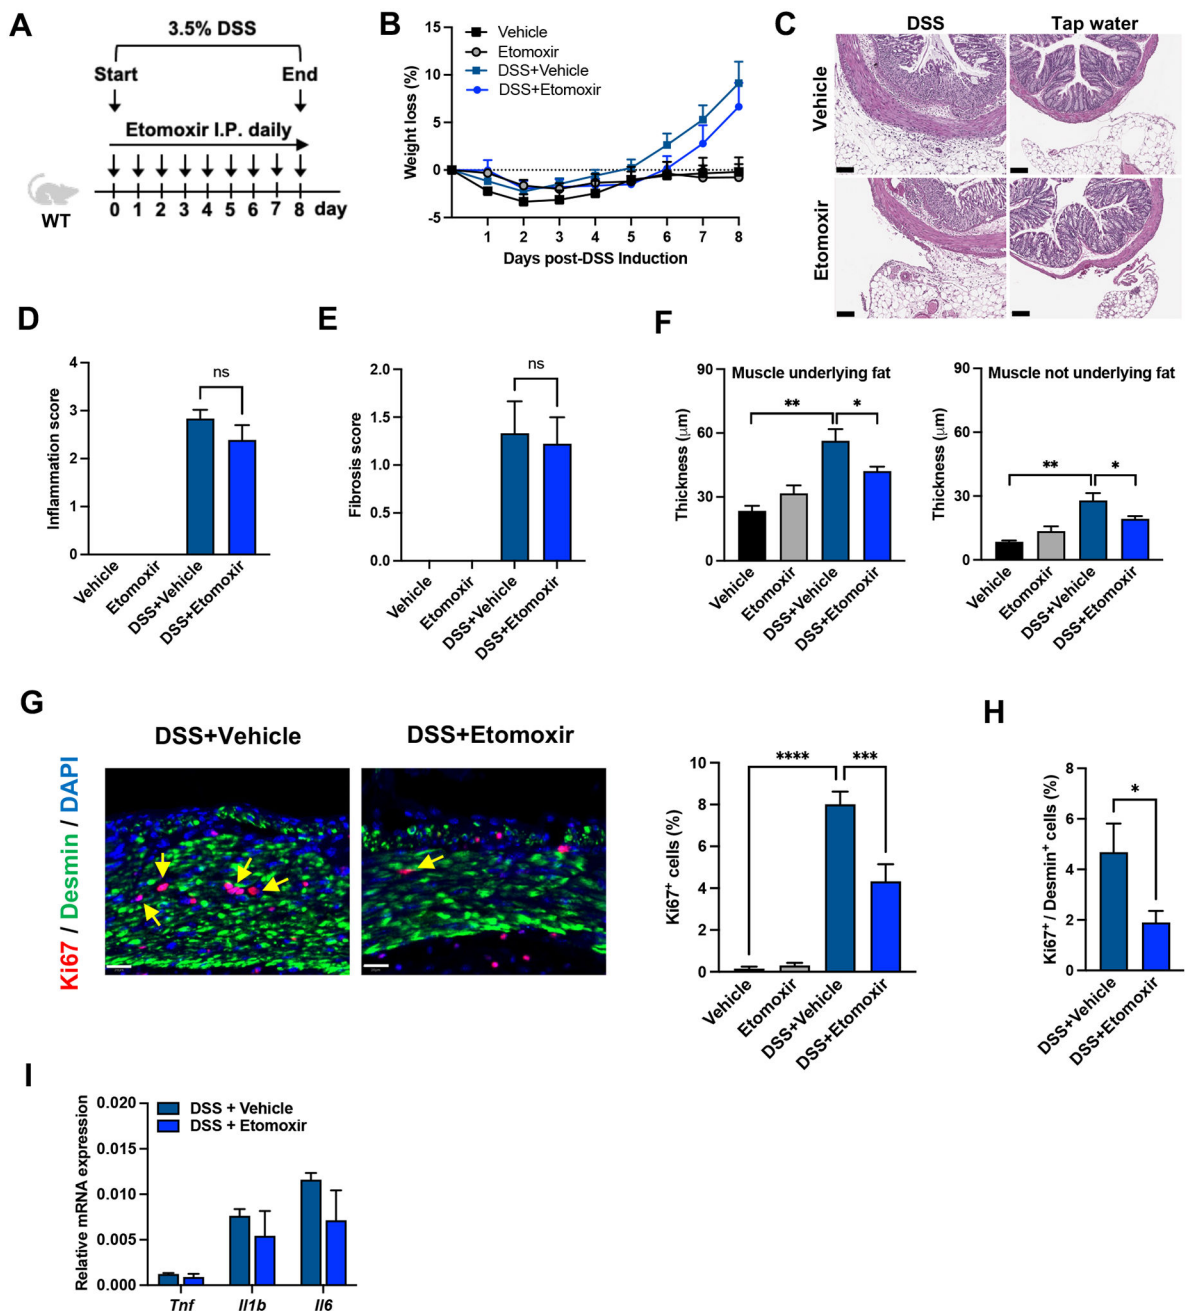 A
3.5% DSS
Start
End
Etomoxir I.P. daily
WT
0 1 2 3 4 5 6 7 8 day
B
Vehicle
Etomoxir
DSS+Vehicle
DSS+Etomoxir
Weight loss (%)
15
10
5
0
-5
1 2 3 4 5 6 7 8
Days post-DSS Induction
C
DSS
Tap water
Vehicle
Etomoxir
D
Inflammation score
4
3
2
1
0
ns
Vehicle
Etomoxir
DSS+Vehicle
DSS+Etomoxir
E
Fibrosis score
2.0
1.5
1.0
0.5
0.0
ns
Vehicle
Etomoxir
DSS+Vehicle
DSS+Etomoxir
F
Muscle underlying fat
Thickness (μm)
90
60
30
0
**
*
Vehicle
Etomoxir
DSS+Vehicle
DSS+Etomoxir
Muscle not underlying fat
Thickness (μm)
90
60
30
0
**
*
Vehicle
Etomoxir
DSS+Vehicle
DSS+Etomoxir
G
Ki67 / Desmin / DAPI
DSS+Vehicle
DSS+Etomoxir
Ki67⁺ cells (%)
10
8
6
4
2
0
****
***
Vehicle
Etomoxir
DSS+Vehicle
DSS+Etomoxir
H
Ki67⁺ / Desmin⁺ cells (%)
8
6
4
2
0
*
DSS+Vehicle
DSS+Etomoxir
I
Relative mRNA expression
0.020
0.015
0.010
0.005
0.000
DSS + Vehicle
DSS + Etomoxir
Tnf Il1b Il6